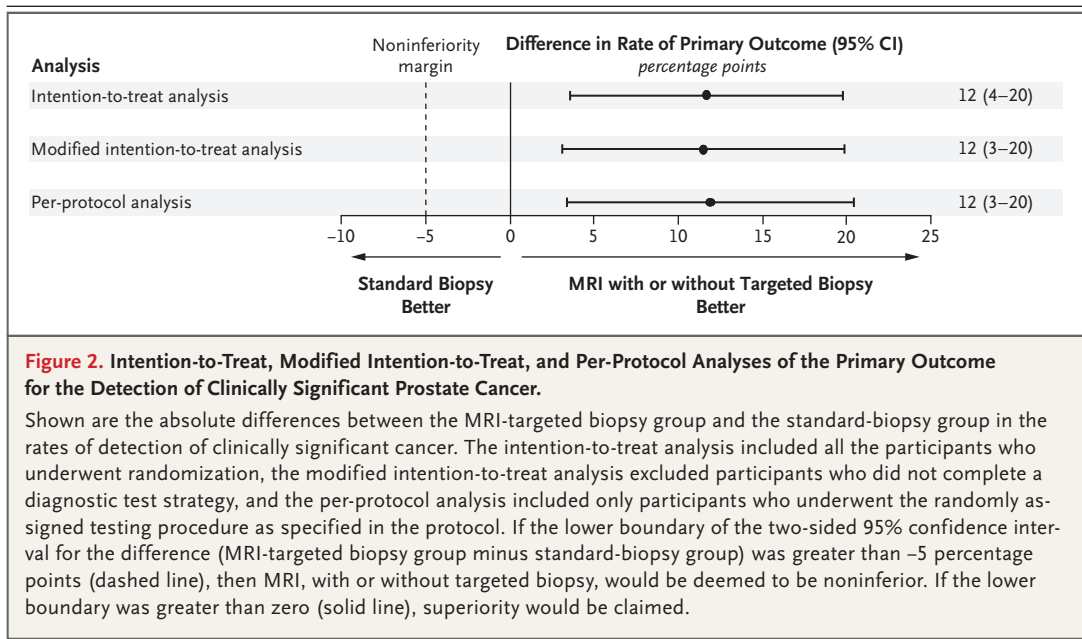 Noninferiority margin
Difference in Rate of Primary Outcome (95% CI)
percentage points
Analysis
Intention-to-treat analysis 12 (4–20)
Modified intention-to-treat analysis 12 (3–20)
Per-protocol analysis 12 (3–20)
−10 −5 0 5 10 15 20 25
Standard Biopsy
Better
MRI with or without Targeted Biopsy
Better
Figure 2. Intention-to-Treat, Modified Intention-to-Treat, and Per-Protocol Analyses of the Primary Outcome
for the Detection of Clinically Significant Prostate Cancer.
Shown are the absolute differences between the MRI-targeted biopsy group and the standard-biopsy group in the
rates of detection of clinically significant cancer. The intention-to-treat analysis included all the participants who
underwent randomization, the modified intention-to-treat analysis excluded participants who did not complete a
diagnostic test strategy, and the per-protocol analysis included only participants who underwent the randomly as-
signed testing procedure as specified in the protocol. If the lower boundary of the two-sided 95% confidence inter-
val for the difference (MRI-targeted biopsy group minus standard-biopsy group) was greater than −5 percentage
points (dashed line), then MRI, with or without targeted biopsy, would be deemed to be noninferior. If the lower
boundary was greater than zero (solid line), superiority would be claimed.